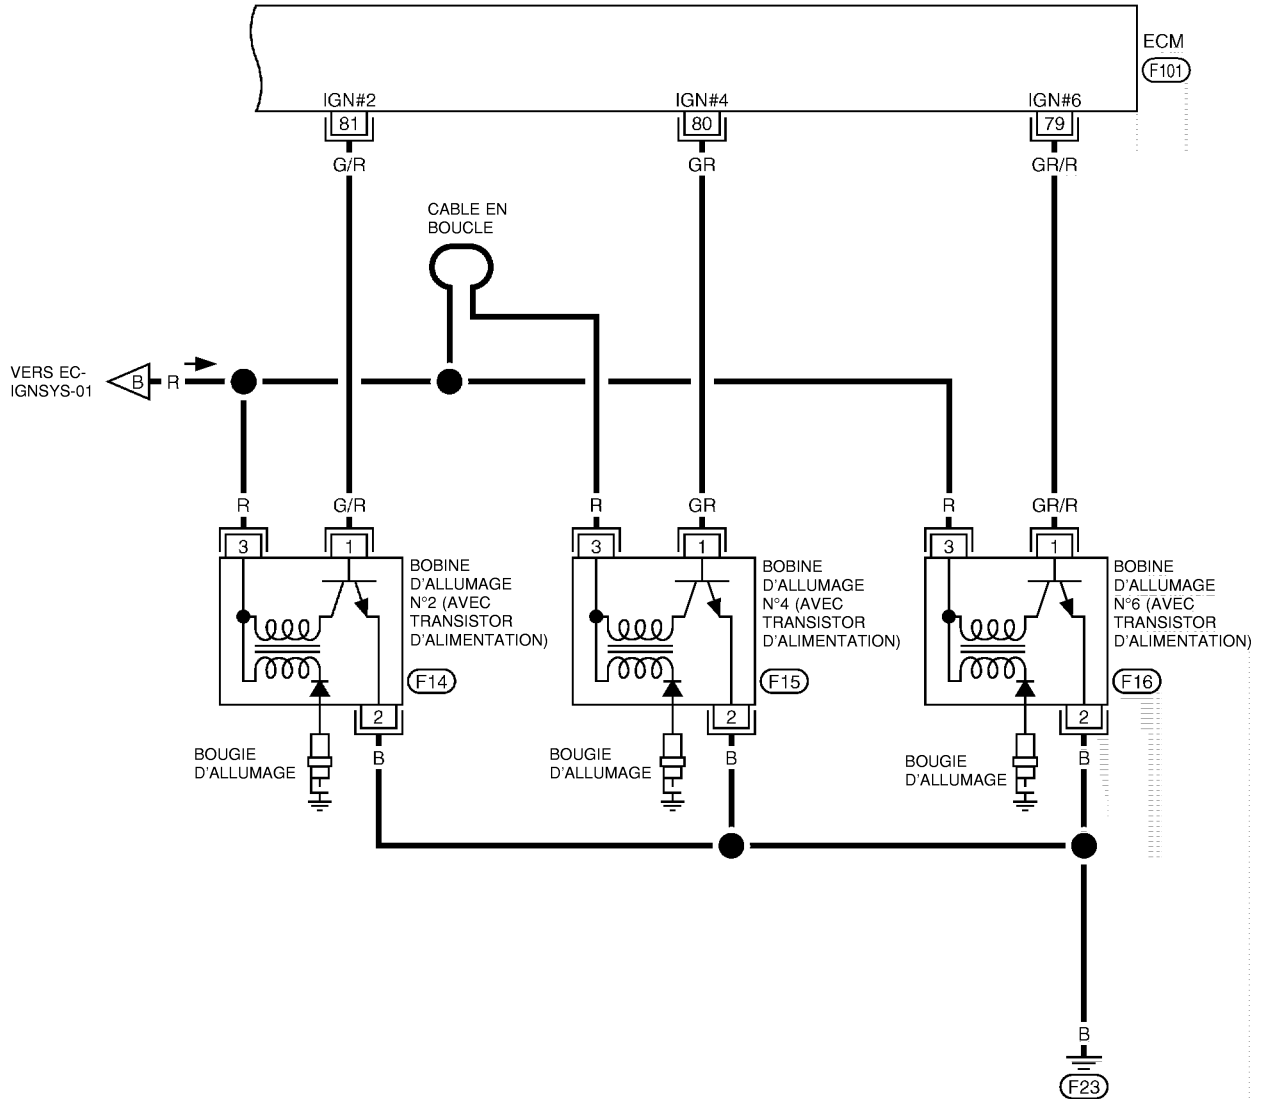 ECM
F101
IGN#2
IGN#4
IGN#6
81
80
79
G/R
GR
GR/R
CABLE EN
BOUCLE
VERS EC-
IGNSYS-01
B
R
R
G/R
R
GR
R
GR/R
3
1
3
1
3
1
BOBINE
D'ALLUMAGE
N°2 (AVEC
TRANSISTOR
D'ALIMENTATION)
F14
BOBINE
D'ALLUMAGE
N°4 (AVEC
TRANSISTOR
D'ALIMENTATION)
F15
BOBINE
D'ALLUMAGE
N°6 (AVEC
TRANSISTOR
D'ALIMENTATION)
F16
2
2
2
BOUGIE
D'ALLUMAGE
B
BOUGIE
D'ALLUMAGE
B
BOUGIE
D'ALLUMAGE
B
B
F23